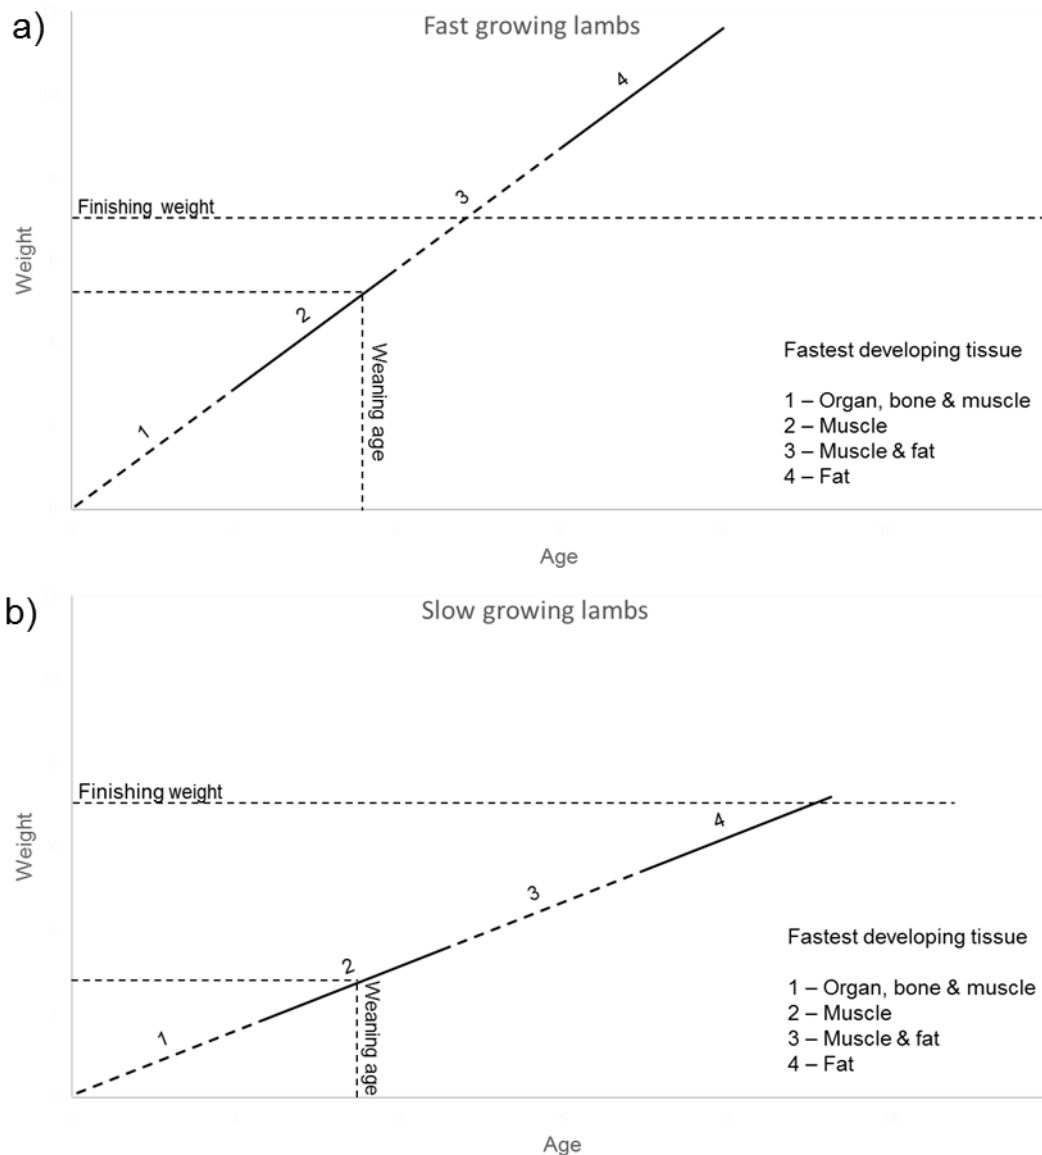 a)
Fast growing lambs
4
3
Finishing weight
2
1
Weight
Weaning age
Fastest developing tissue
1 – Organ, bone & muscle
2 – Muscle
3 – Muscle & fat
4 – Fat
Age
b)
Slow growing lambs
Finishing weight
4
3
2
1
Weight
Weaning age
Fastest developing tissue
1 – Organ, bone & muscle
2 – Muscle
3 – Muscle & fat
4 – Fat
Age